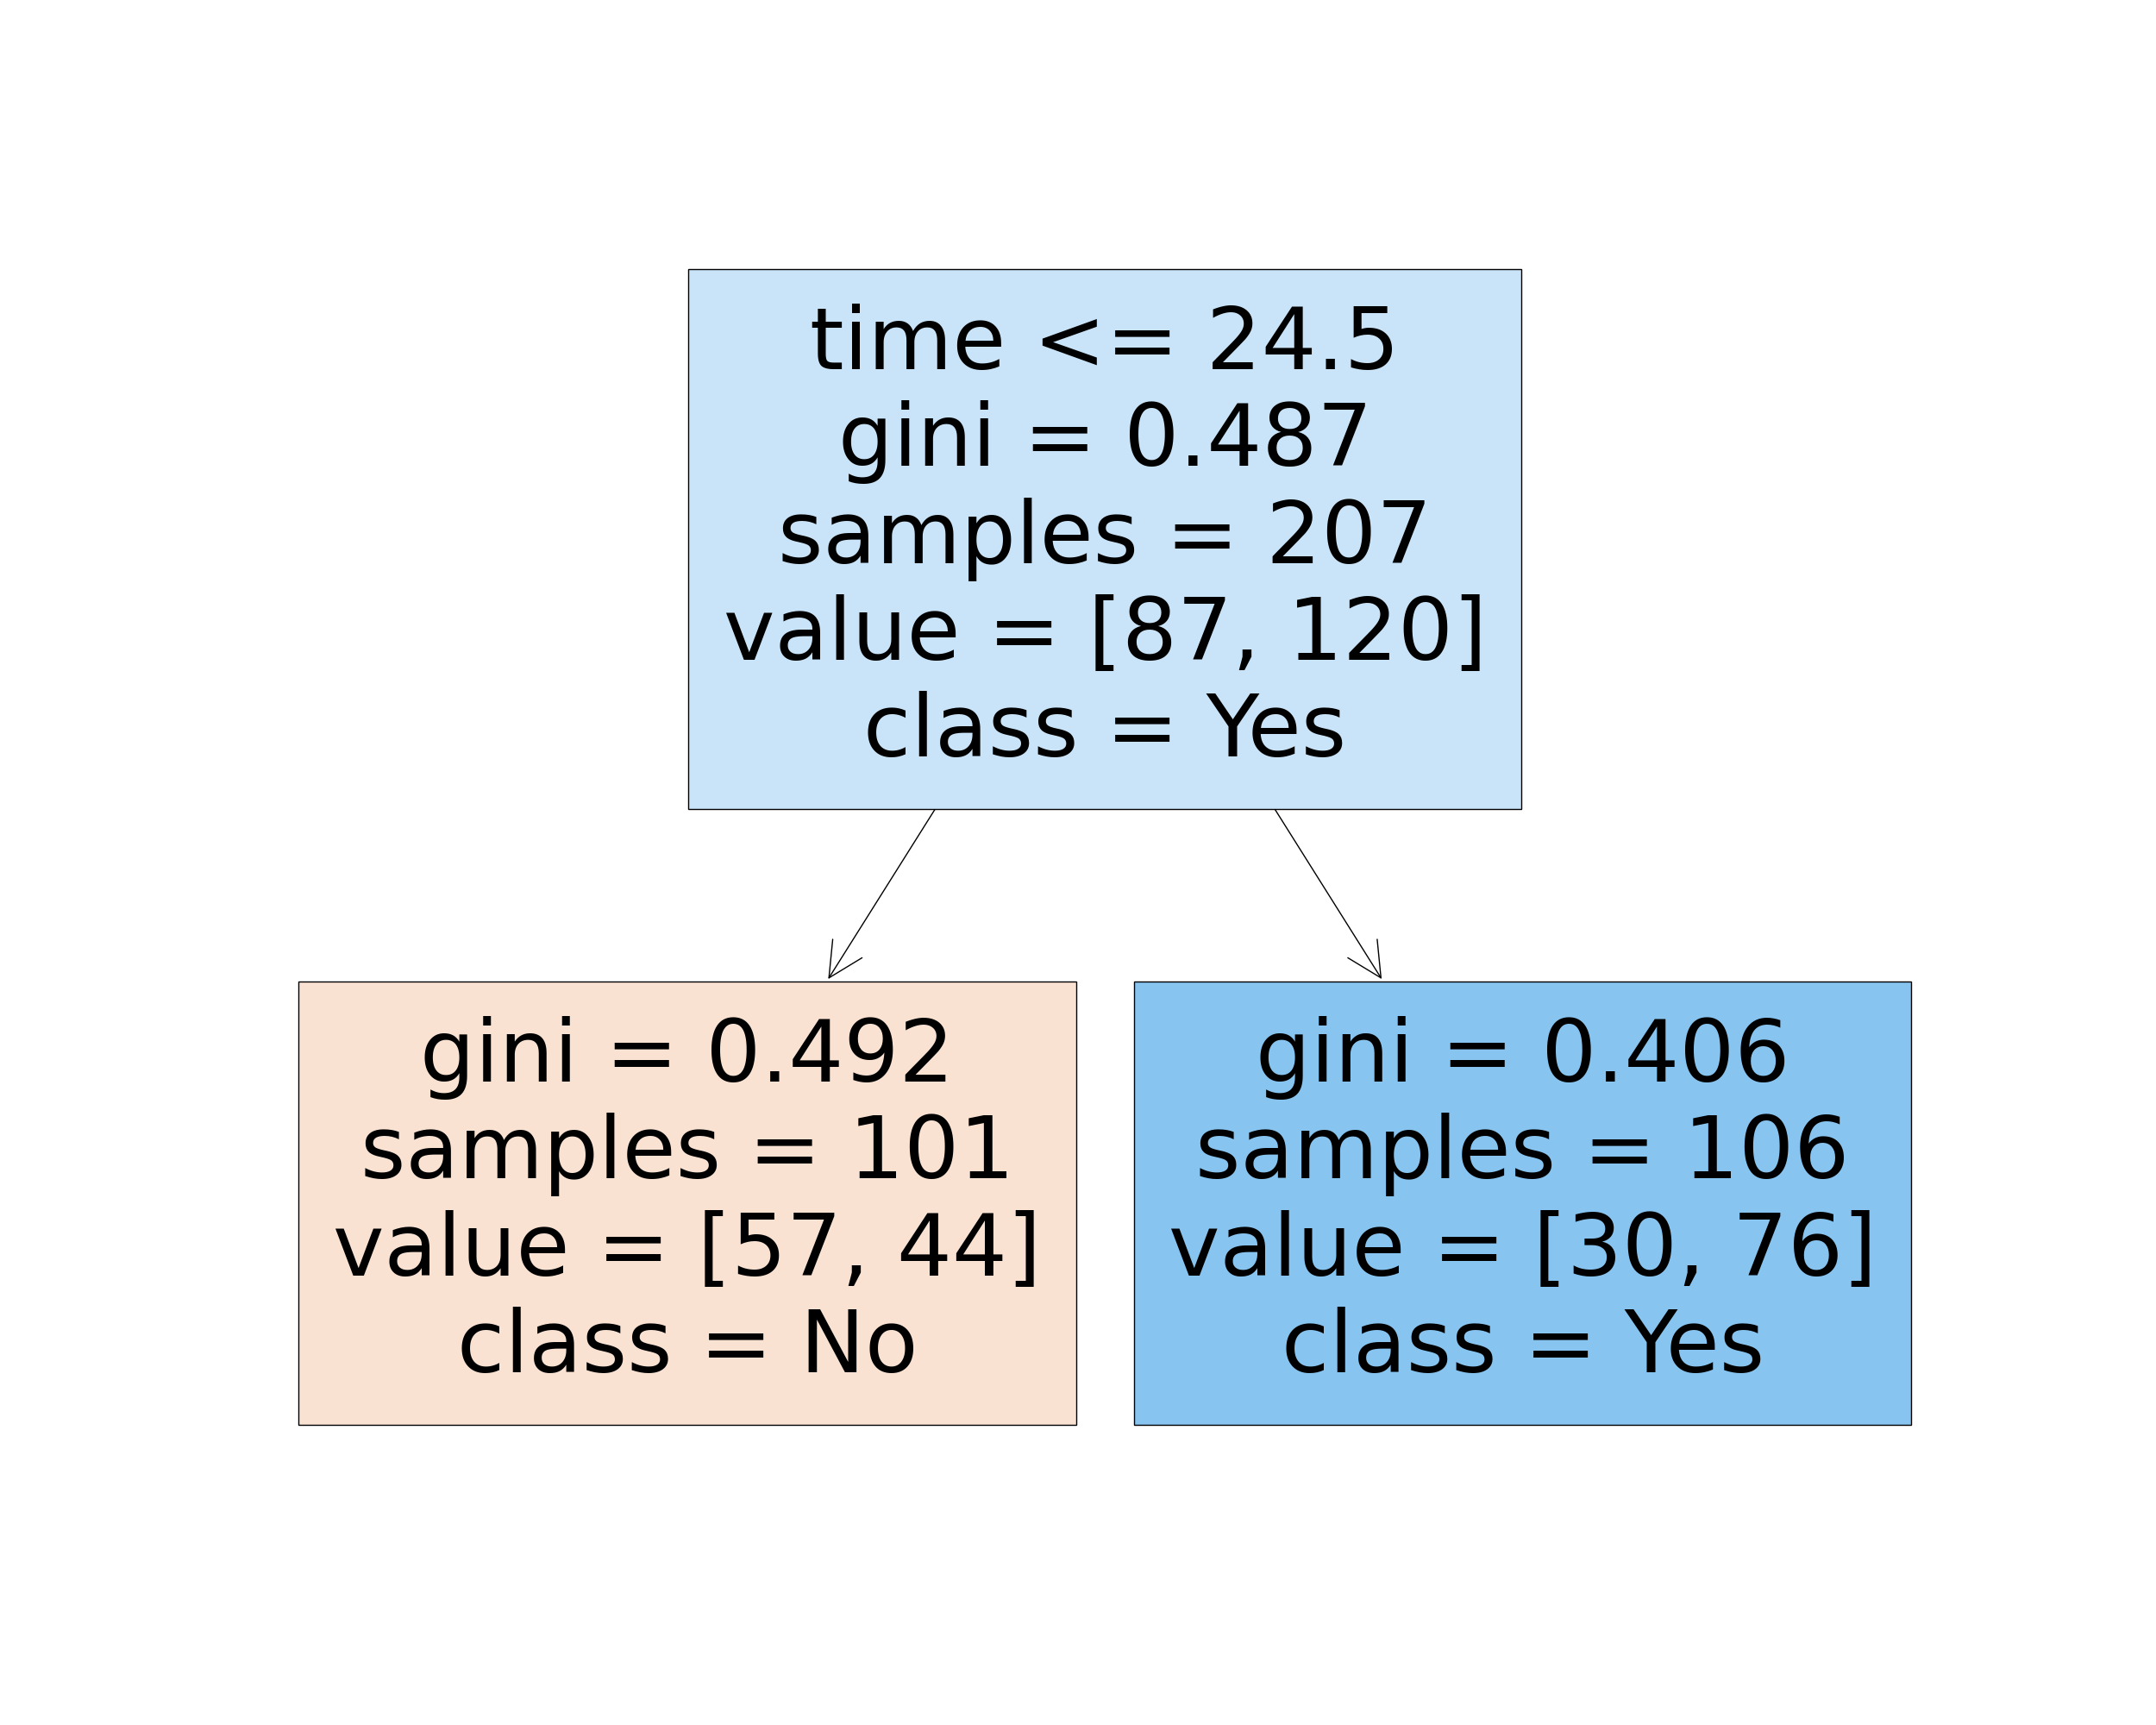 time <= 24.5
gini = 0.487
samples = 207
value = [87, 120]
class = Yes
gini = 0.492
samples = 101
value = [57, 44]
class = No
gini = 0.406
samples = 106
value = [30, 76]
class = Yes